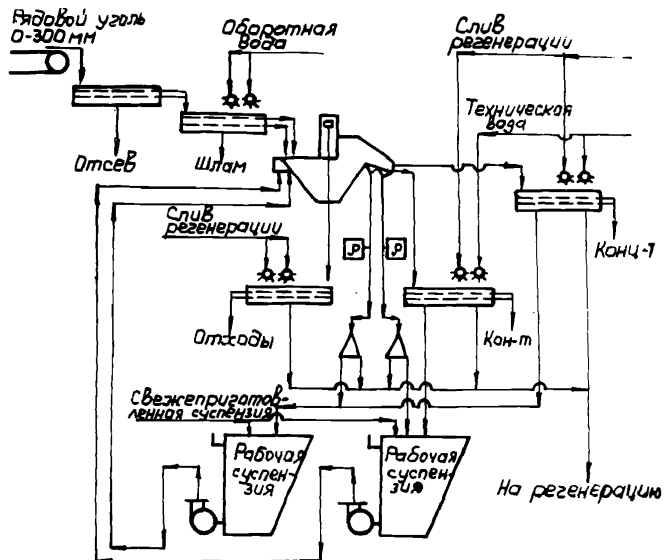 Рядовой уголь
0-300 мм
Оборотная
вода
Слив
регенерации
Техническая
вода
Отсев
Шлам
Слив
регенерации
Р
Р
Конц-т
Отходы
Кон-т
Свежеприготов-
ленная суспензия
Рабочая
суспен-
зия
Рабочая
суспен-
зия
На регенерацию